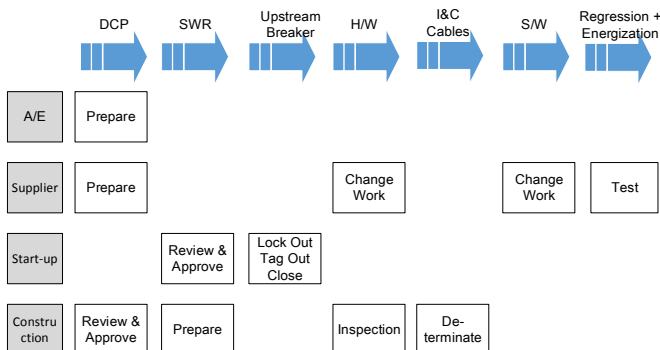 DCP
SWR
Upstream
Breaker
H/W
I&C
Cables
S/W
Regression +
Energization
A/E
Prepare
Supplier
Prepare
Change
Work
Change
Work
Test
Start-up
Review &
Approve
Lock Out
Tag Out
Close
Constru
ction
Review &
Approve
Prepare
Inspection
De-
terminate